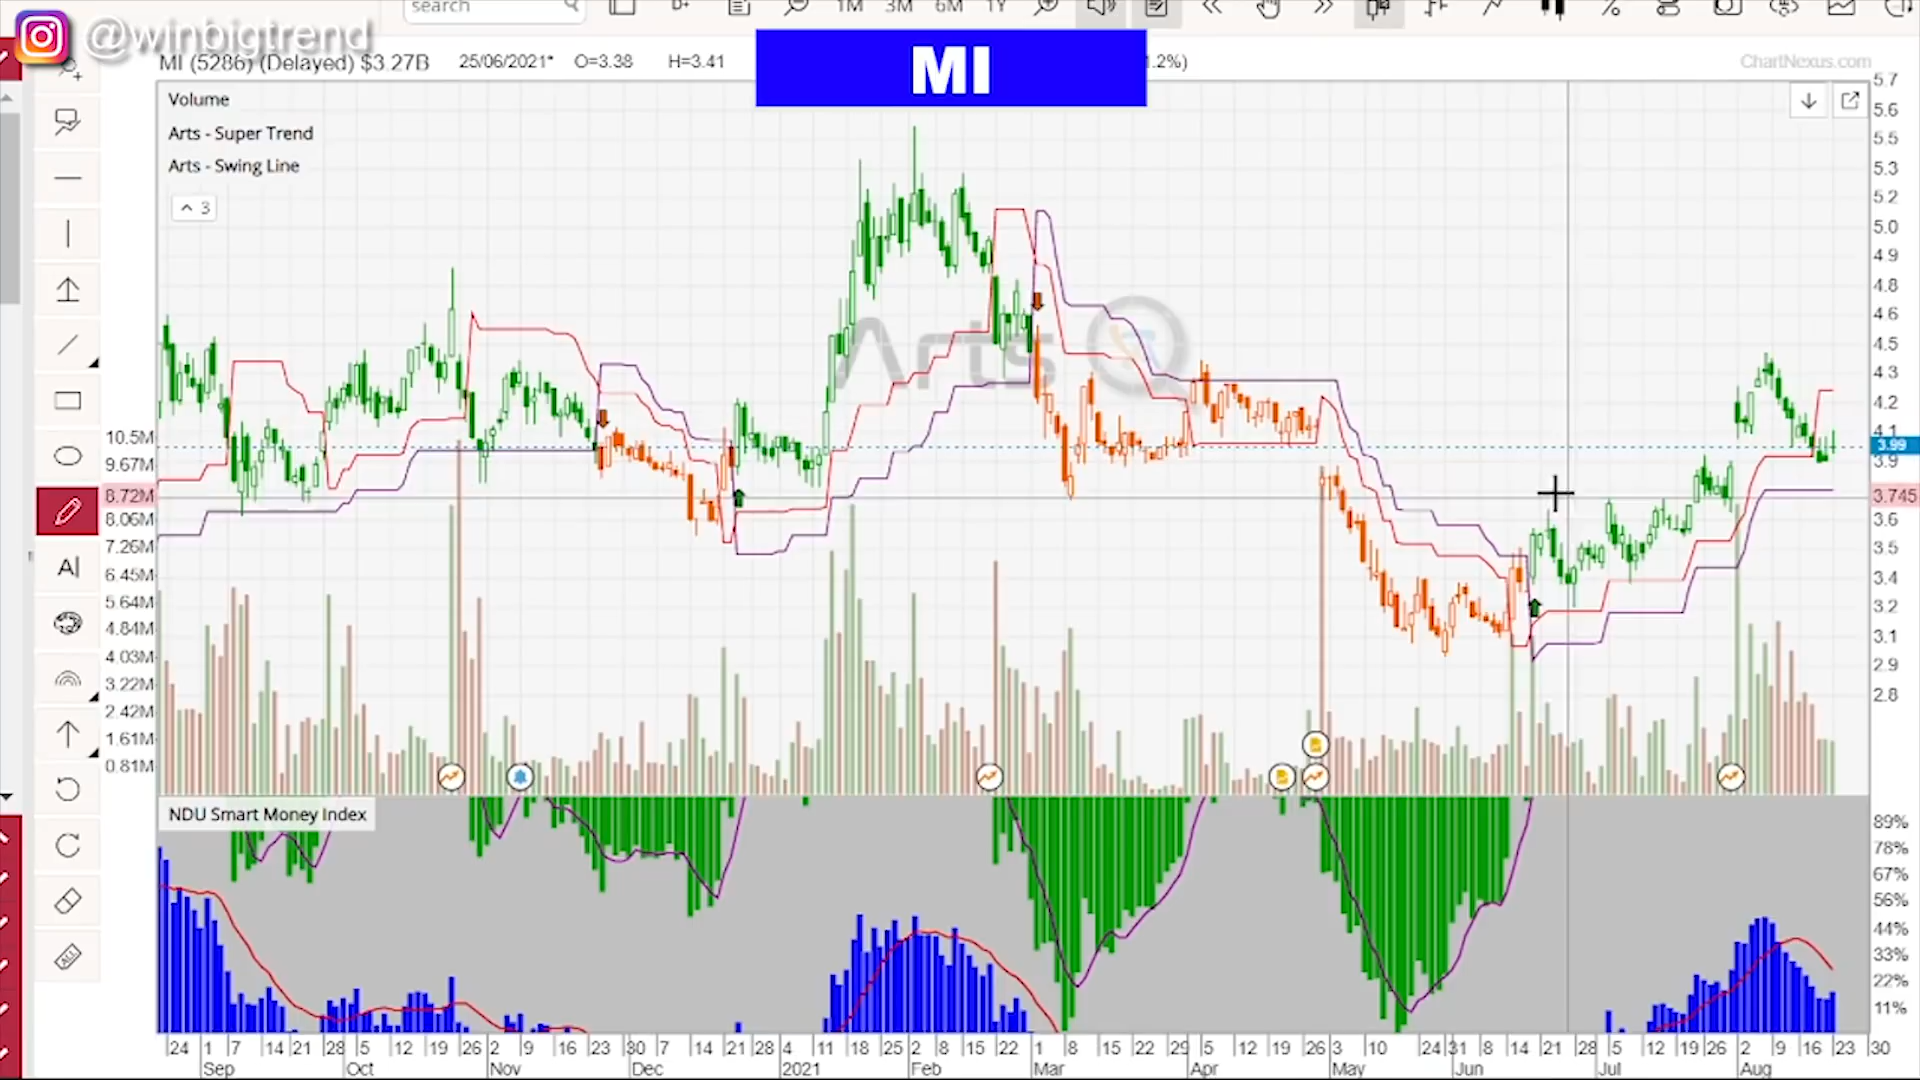 @winbigtrend
search
1M 3M 6M 1Y
MI (5286) (Delayed) $3.27B 25/06/2021* O=3.38 H=3.41
MI
1.2%)
ChartNexus.com
Volume
Arts - Super Trend
Arts - Swing Line
3
Arts
5.7
5.6
5.5
5.3
5.2
5.0
4.9
4.8
4.6
4.5
4.3
4.2
4.1
3.99
3.9
3.745
3.6
3.5
3.4
3.2
3.1
2.9
2.8
10.5M
9.67M
8.72M
8.06M
7.26M
6.45M
5.64M
4.84M
4.03M
3.22M
2.42M
1.61M
0.81M
A
ALL
NDU Smart Money Index
89%
78%
67%
56%
44%
33%
22%
11%
24 1 7 14 21 28 5 12 19 26 2 9 16 23 30 7 14 21 28 4 11 18 25 2 8 15 22 1 8 15 22 29 5 12 19 26 3 10 24 31 8 14 21 28 5 12 19 26 2 9 16 23 30
Sep Oct Nov Dec 2021 Feb Mar Apr May Jun Jul Aug